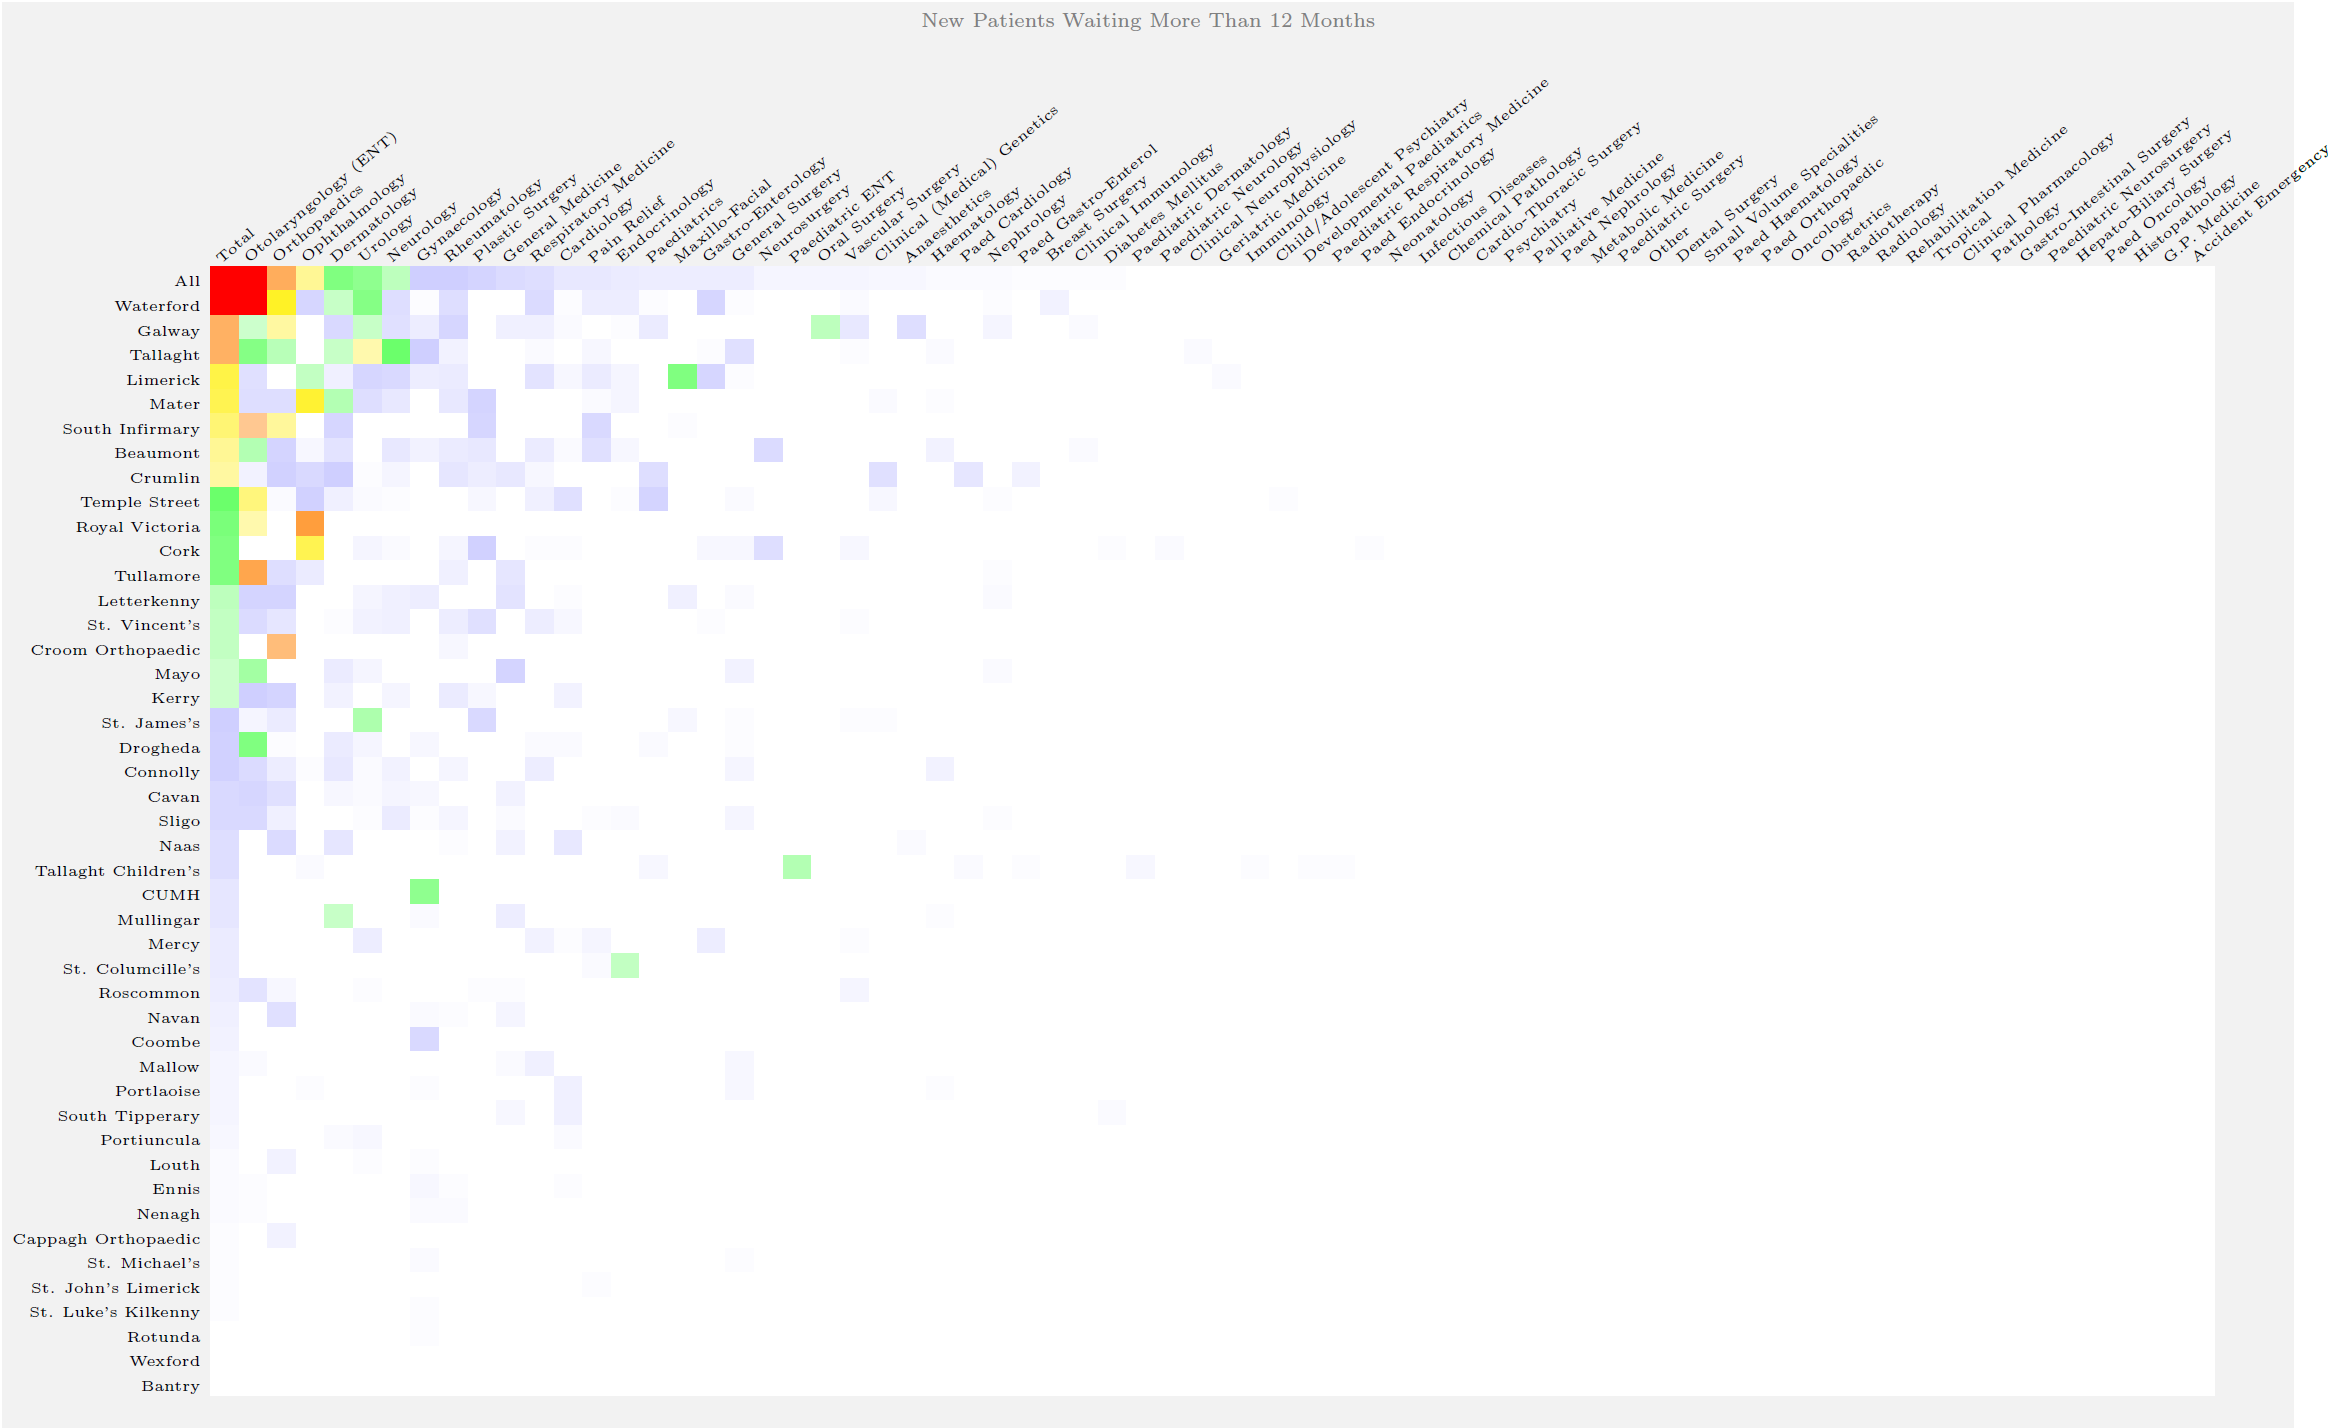 New Patients Waiting More Than 12 Months
Total
Otolaryngology (ENT)
Orthopaedics
Ophthalmology
Dermatology
Urology
Neurology
Gynaecology
Rheumatology
Plastic Surgery
General Medicine
Respiratory Medicine
Cardiology
Pain Relief
Endocrinology
Paediatrics
Maxillo-Facial
Gastro-Enterology
General Surgery
Neurosurgery
Paediatric ENT
Oral Surgery
Vascular Surgery
Clinical (Medical) Genetics
Anaesthetics
Haematology
Paed Cardiology
Nephrology
Paed Gastro-Enterol
Breast Surgery
Clinical Immunology
Diabetes Mellitus
Paediatric Dermatology
Paediatric Neurology
Clinical Neurophysiology
Geriatric Medicine
Immunology
Child/Adolescent Psychiatry
Developmental Paediatrics
Paediatric Respiratory Medicine
Paed Endocrinology
Neonatology
Infectious Diseases
Chemical Pathology
Cardio-Thoracic Surgery
Psychiatry
Palliative Medicine
Paed Nephrology
Metabolic Medicine
Paediatric Surgery
Other
Dental Surgery
Small Volume Specialities
Paed Haematology
Paed Orthopaedic
Oncology
Obstetrics
Radiotherapy
Radiology
Rehabilitation Medicine
Tropical
Clinical Pharmacology
Pathology
Gastro-Intestinal Surgery
Paediatric Neurosurgery
Hepato-Biliary Surgery
Paed Oncology
Histopathology
G.P. Medicine
Accident Emergency
All
Waterford
Galway
Tallaght
Limerick
Mater
South Infirmary
Beaumont
Crumlin
Temple Street
Royal Victoria
Cork
Tullamore
Letterkenny
St. Vincent's
Croom Orthopaedic
Mayo
Kerry
St. James's
Drogheda
Connolly
Cavan
Sligo
Naas
Tallaght Children's
CUMH
Mullingar
Mercy
St. Columcille's
Roscommon
Navan
Coombe
Mallow
Portlaoise
South Tipperary
Portiuncula
Louth
Ennis
Nenagh
Cappagh Orthopaedic
St. Michael's
St. John's Limerick
St. Luke's Kilkenny
Rotunda
Wexford
Bantry